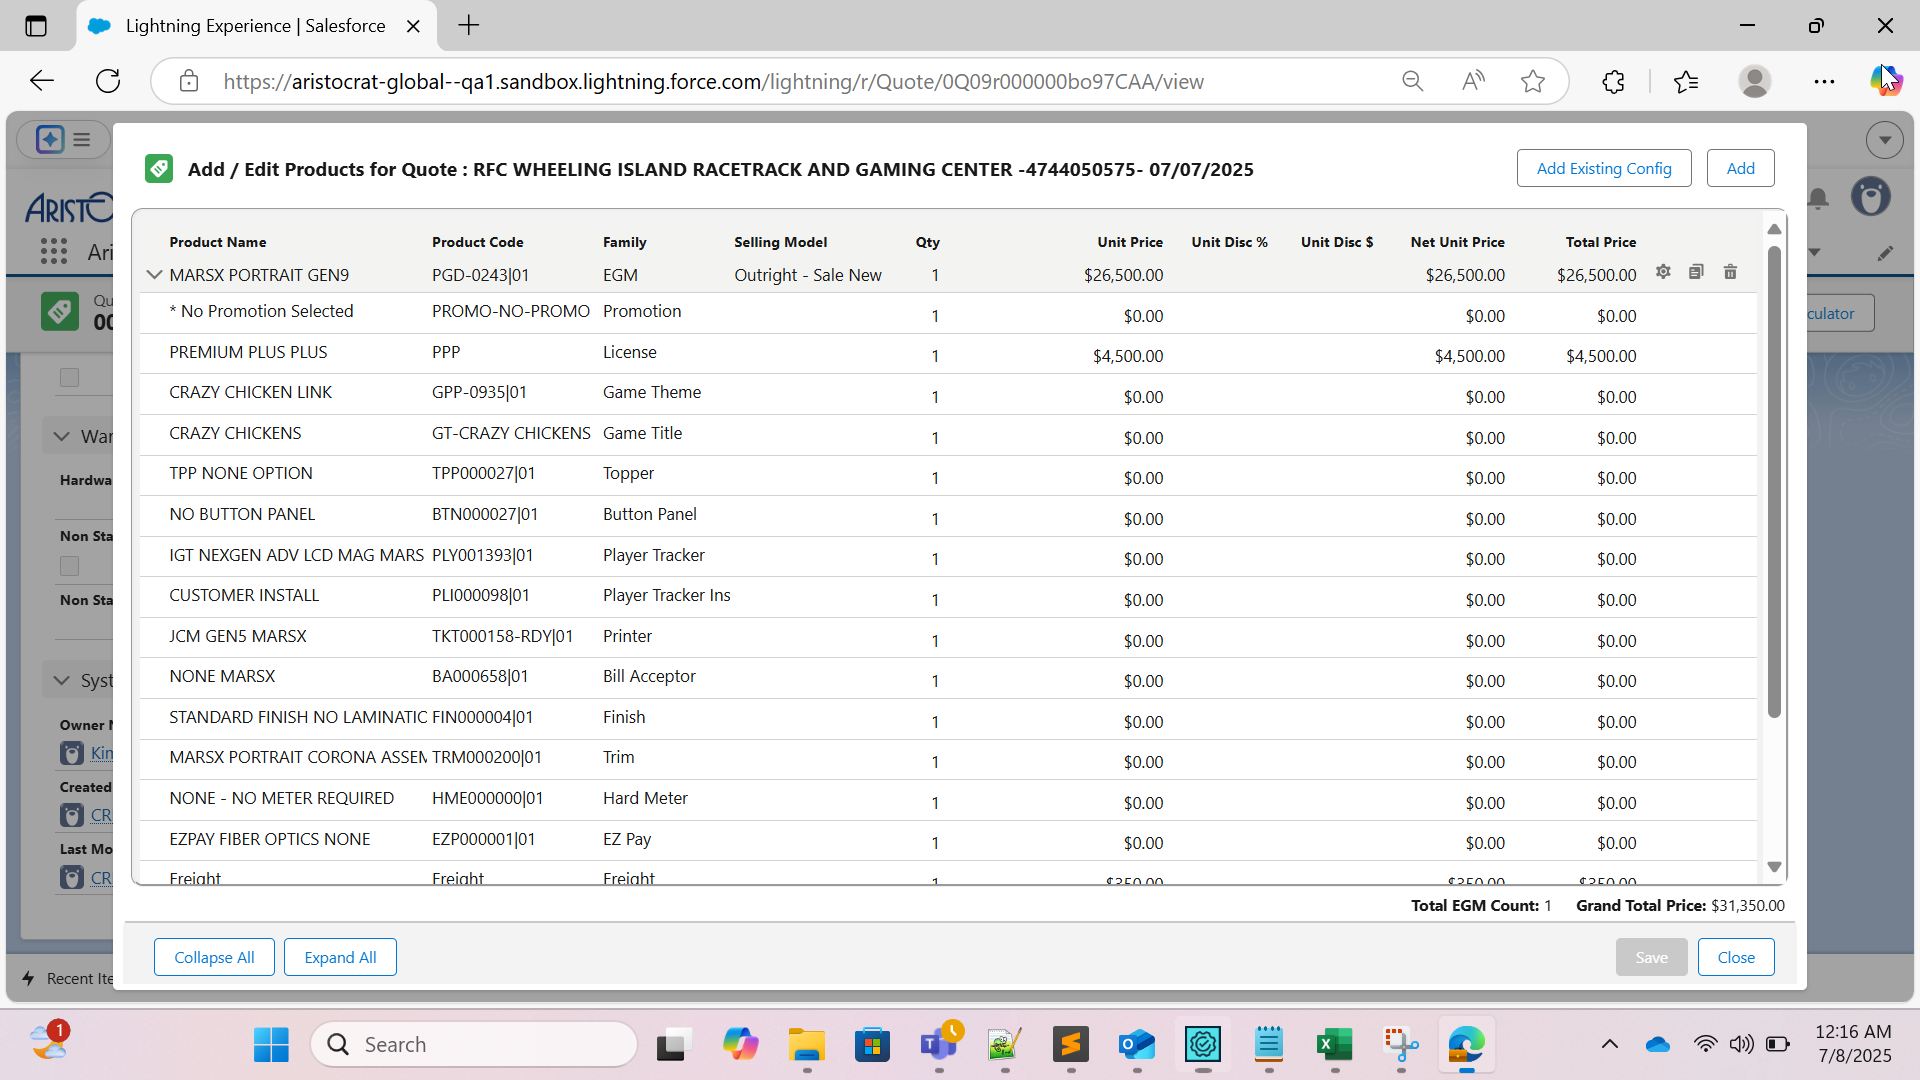 Lightning Experience | Salesforce
https://aristocrat-global--qa1.sandbox.lightning.force.com/lightning/r/Quote/0Q09r000000bo97CAA/view
Add / Edit Products for Quote : RFC WHEELING ISLAND RACETRACK AND GAMING CENTER -4744050575- 07/07/2025
Add Existing Config
Add
ARISTO
Ari
Qu
00
culator
War
Hardwa
Non Sta
Non Sta
Syst
Owner N
Kin
Created
CR
Last Mo
CR
Recent Ite
Product Name Product Code Family Selling Model Qty Unit Price Unit Disc % Unit Disc $ Net Unit Price Total Price
MARSX PORTRAIT GEN9 PGD-0243|01 EGM Outright - Sale New 1 $26,500.00 $26,500.00 $26,500.00
* No Promotion Selected PROMO-NO-PROMO Promotion 1 $0.00 $0.00 $0.00
PREMIUM PLUS PLUS PPP License 1 $4,500.00 $4,500.00 $4,500.00
CRAZY CHICKEN LINK GPP-0935|01 Game Theme 1 $0.00 $0.00 $0.00
CRAZY CHICKENS GT-CRAZY CHICKENS Game Title 1 $0.00 $0.00 $0.00
TPP NONE OPTION TPP000027|01 Topper 1 $0.00 $0.00 $0.00
NO BUTTON PANEL BTN000027|01 Button Panel 1 $0.00 $0.00 $0.00
IGT NEXGEN ADV LCD MAG MARS PLY001393|01 Player Tracker 1 $0.00 $0.00 $0.00
CUSTOMER INSTALL PLI000098|01 Player Tracker Ins 1 $0.00 $0.00 $0.00
JCM GEN5 MARSX TKT000158-RDY|01 Printer 1 $0.00 $0.00 $0.00
NONE MARSX BA000658|01 Bill Acceptor 1 $0.00 $0.00 $0.00
STANDARD FINISH NO LAMINATIC FIN000004|01 Finish 1 $0.00 $0.00 $0.00
MARSX PORTRAIT CORONA ASSEM TRM000200|01 Trim 1 $0.00 $0.00 $0.00
NONE - NO METER REQUIRED HME000000|01 Hard Meter 1 $0.00 $0.00 $0.00
EZPAY FIBER OPTICS NONE EZP000001|01 EZ Pay 1 $0.00 $0.00 $0.00
Freight Freight Freight 1 $350.00 $350.00 $350.00
Total EGM Count: 1 Grand Total Price: $31,350.00
Collapse All
Expand All
Save
Close
1
Search
12:16 AM
7/8/2025